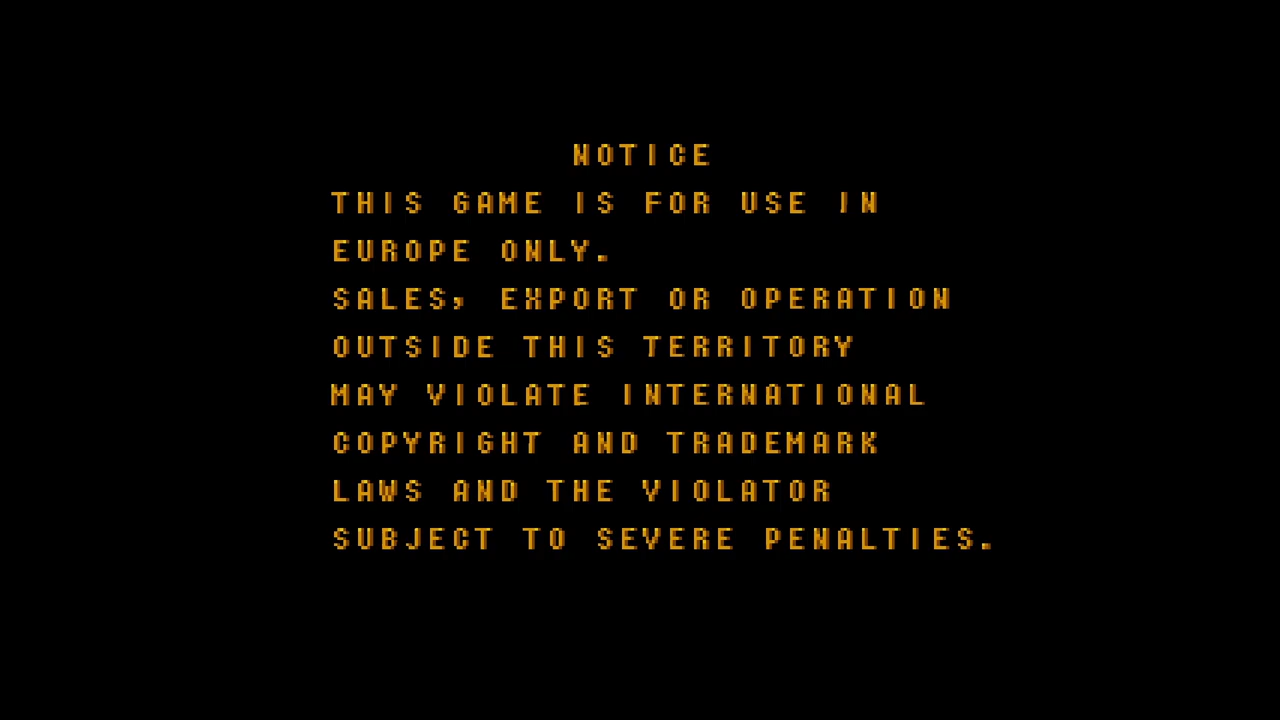 NOTICE
THIS GAME IS FOR USE IN
EUROPE ONLY.
SALES, EXPORT OR OPERATION
OUTSIDE THIS TERRITORY
MAY VIOLATE INTERNATIONAL
COPYRIGHT AND TRADEMARK
LAWS AND THE VIOLATOR
SUBJECT TO SEVERE PENALTIES.